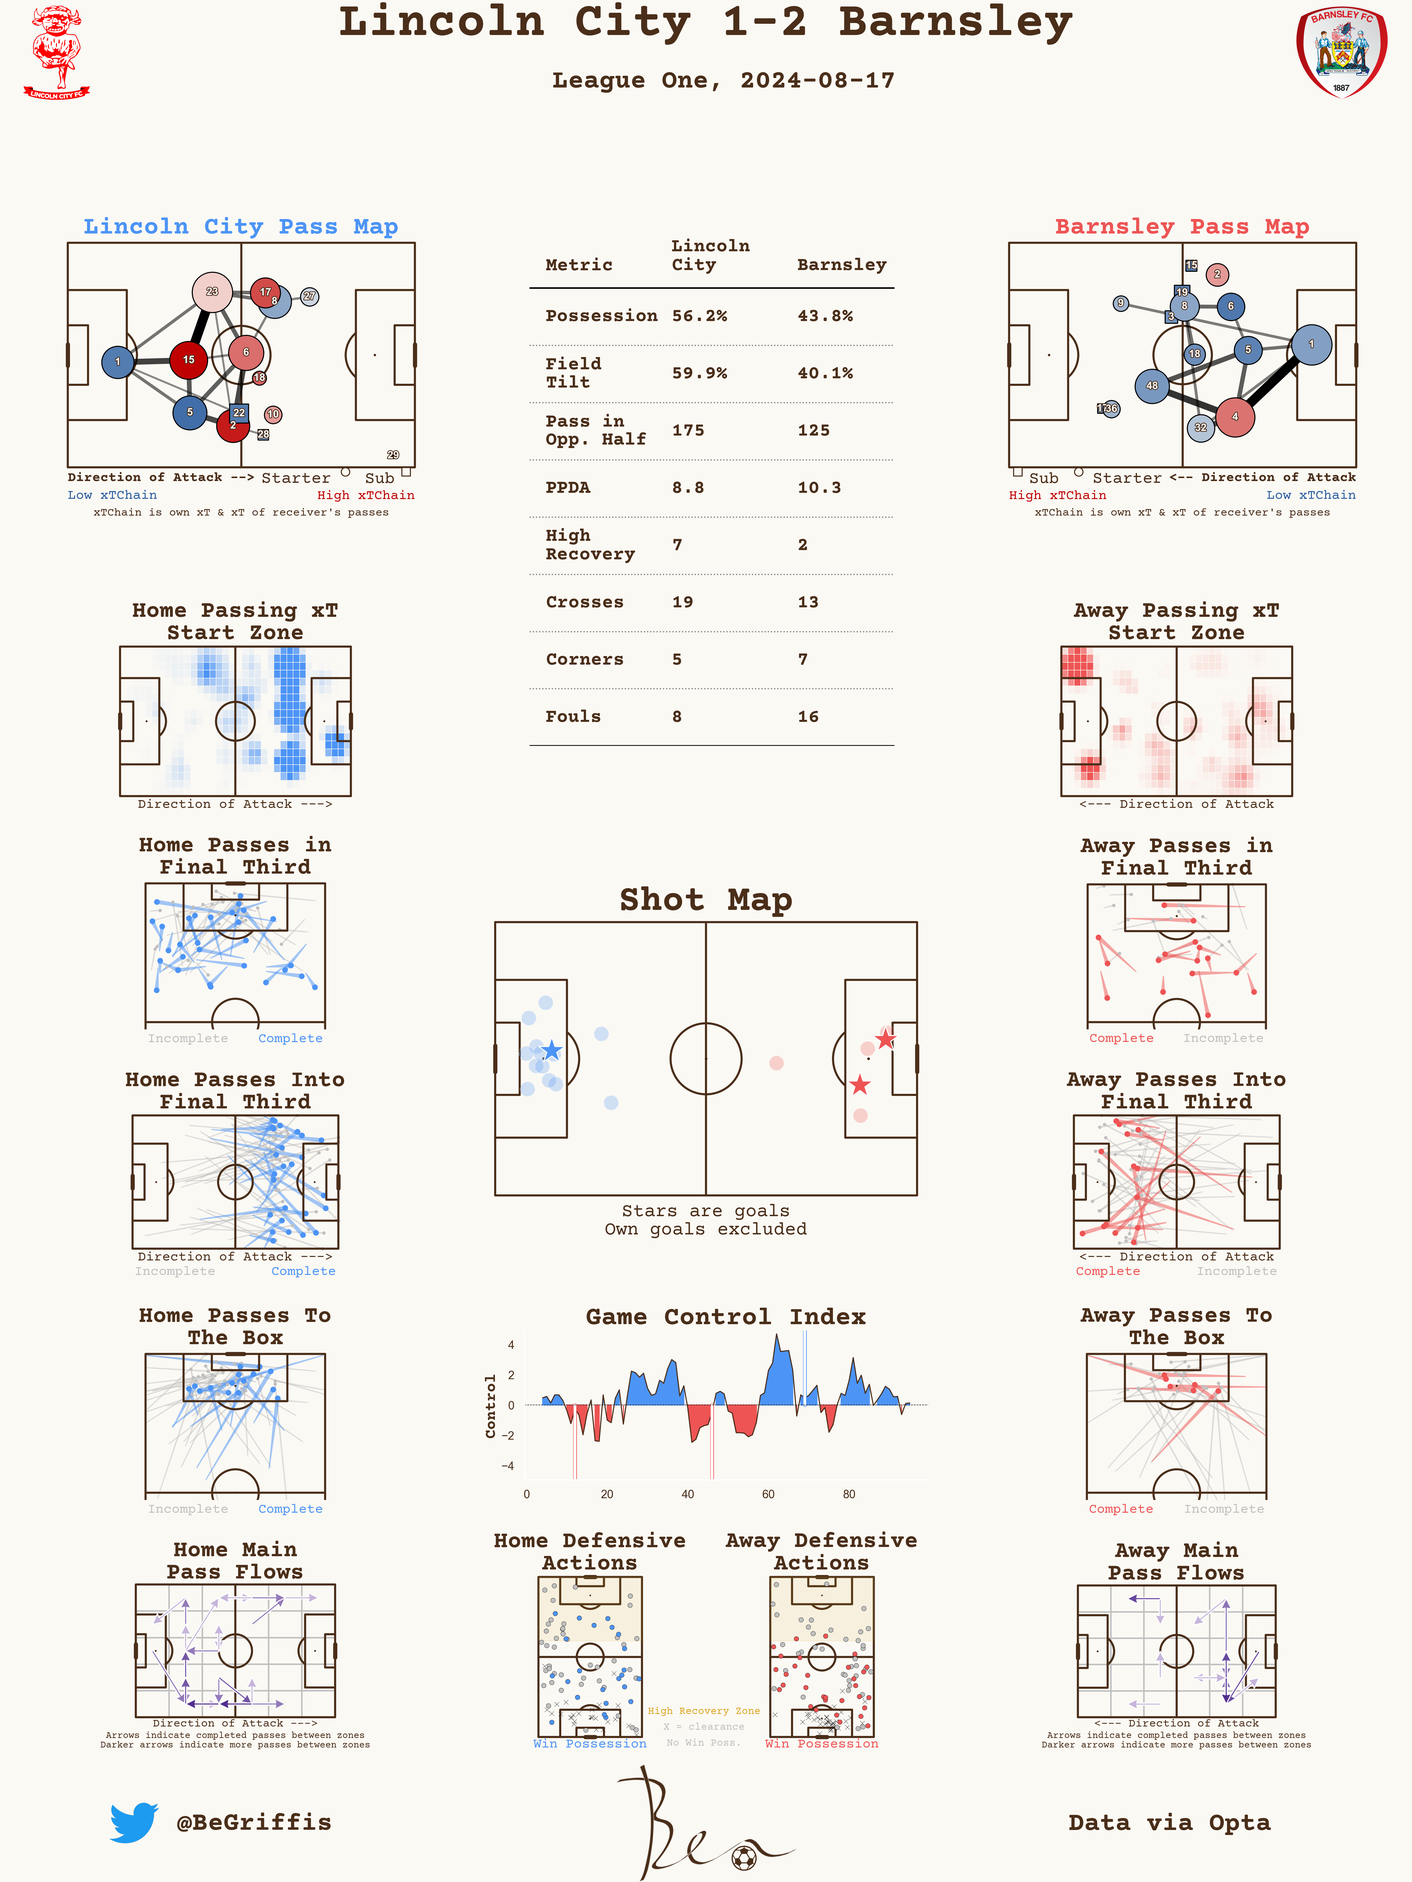 Lincoln City 1-2 Barnsley
League One, 2024-08-17
LINCOLN CITY FC
BARNSLEY FC
1887
Lincoln City Pass Map
23
17
8
27
1
15
6
18
5
22
2
10
28
29
Direction of Attack --> Starter Sub
Low xTChain High xTChain
xTChain is own xT & xT of receiver's passes
Metric Lincoln City Barnsley
Possession 56.2% 43.8%
Field Tilt 59.9% 40.1%
Pass in Opp. Half 175 125
PPDA 8.8 10.3
High Recovery 7 2
Crosses 19 13
Corners 5 7
Fouls 8 16
Barnsley Pass Map
15
2
19
9
8
6
3
18
5
1
48
36
4
32
Sub Starter <-- Direction of Attack
High xTChain Low xTChain
xTChain is own xT & xT of receiver's passes
Home Passing xT
Start Zone
Direction of Attack --->
Away Passing xT
Start Zone
<--- Direction of Attack
Home Passes in
Final Third
Incomplete Complete
Away Passes in
Final Third
Complete Incomplete
Shot Map
Stars are goals
Own goals excluded
Home Passes Into
Final Third
Direction of Attack --->
Incomplete Complete
Away Passes Into
Final Third
<--- Direction of Attack
Complete Incomplete
Home Passes To
The Box
Incomplete Complete
Game Control Index
Control
4
2
0
−2
−4
0 20 40 60 80
Away Passes To
The Box
Complete Incomplete
Home Main
Pass Flows
Direction of Attack --->
Arrows indicate completed passes between zones
Darker arrows indicate more passes between zones
Home Defensive
Actions
Win Possession
Away Defensive
Actions
Win Possession
High Recovery Zone
X = clearance
No Win Poss.
Away Main
Pass Flows
<--- Direction of Attack
Arrows indicate completed passes between zones
Darker arrows indicate more passes between zones
@BeGriffis
Ben
Data via Opta